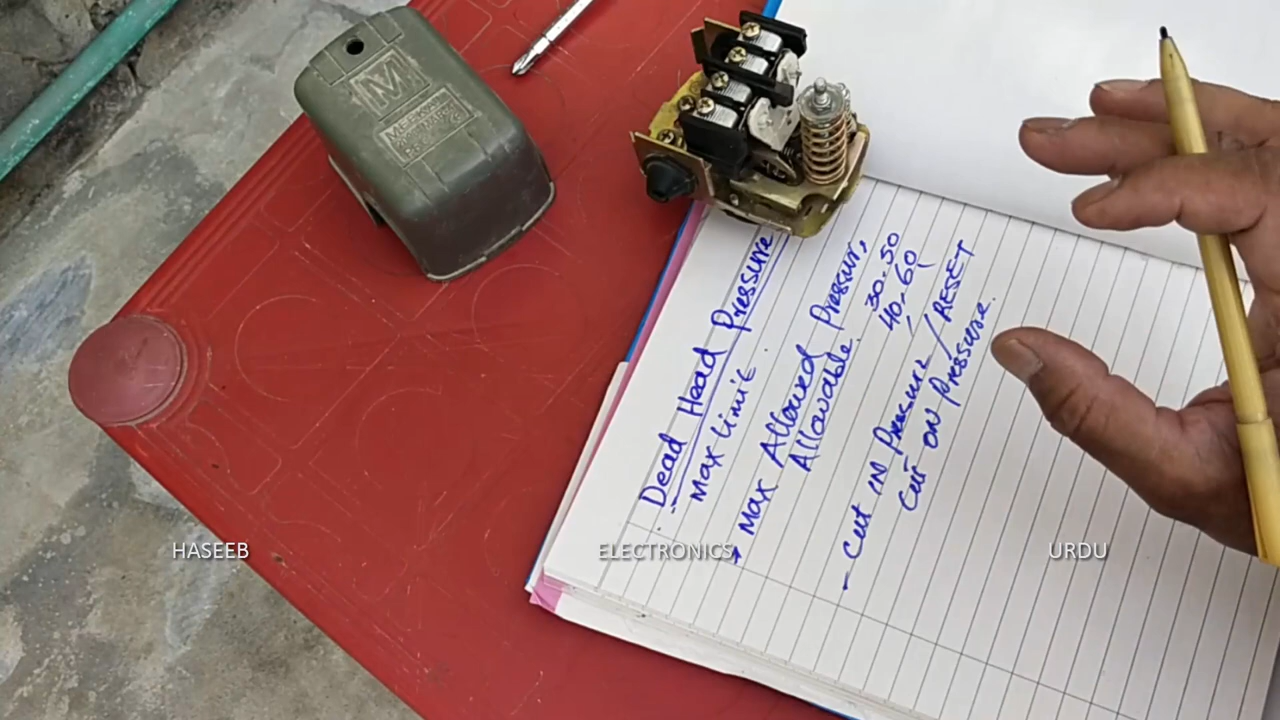 M
Dead Head Pressure
- Max Limit
→ Max Allowed Pressure,
Allowable
30.50
40,60
- Cut IN Pressure / RESET
Cut ON Pressure.
HASEEB ELECTRONICS URDU